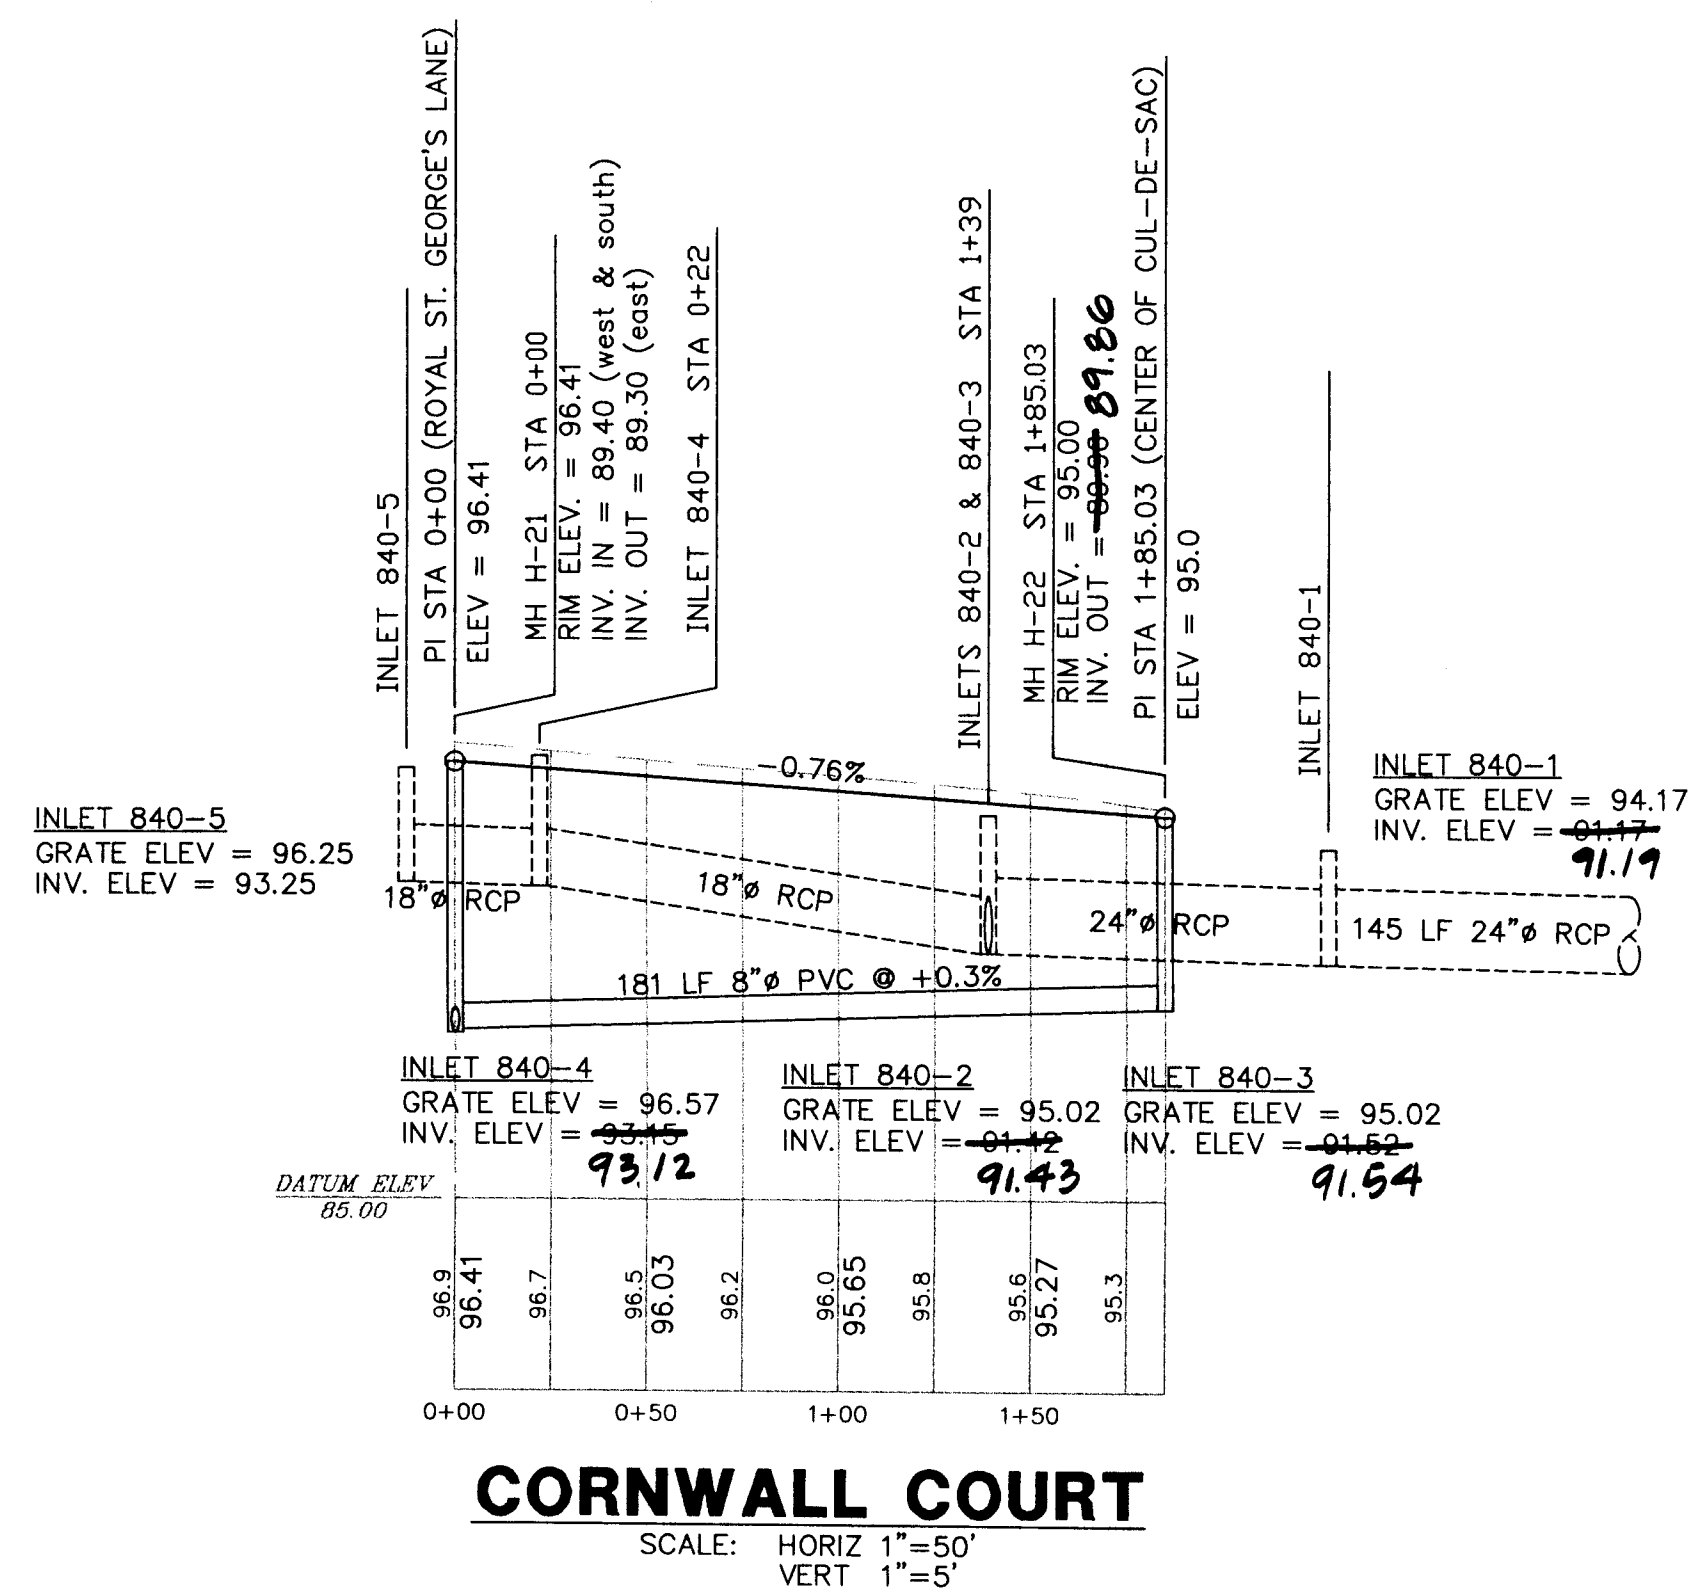 INLET 840-5
PI STA 0+00 (ROYAL ST. GEORGE'S LANE)
ELEV = 96.41
MH H-21 STA 0+00
RIM ELEV. = 96.41
INV. IN = 89.40 (west & south)
INV. OUT = 89.30 (east)
INLET 840-4 STA 0+22
INLETS 840-2 & 840-3 STA 1+39
MH H-22 STA 1+85.03
RIM ELEV. = 95.00
INV. OUT = 89.86
PI STA 1+85.03 (CENTER OF CUL-DE-SAC)
ELEV = 95.0
INLET 840-1
-0.76%
INLET 840-1
GRATE ELEV = 94.17
INV. ELEV = 91.17
91.19
INLET 840-5
GRATE ELEV = 96.25
INV. ELEV = 93.25
18"ø RCP
18"ø RCP
24"ø RCP
145 LF 24"ø RCP
181 LF 8"ø PVC @ +0.3%
INLET 840-4
GRATE ELEV = 96.57
INV. ELEV = 93.15
93.12
INLET 840-2
GRATE ELEV = 95.02
INV. ELEV = 91.42
91.43
INLET 840-3
GRATE ELEV = 95.02
INV. ELEV = 91.52
91.54
DATUM ELEV
85.00
96.9
96.41
96.7
96.5
96.03
96.2
96.0
95.65
95.8
95.6
95.27
95.3
0+00
0+50
1+00
1+50
CORNWALL COURT
SCALE: HORIZ 1"=50'
VERT 1"=5'